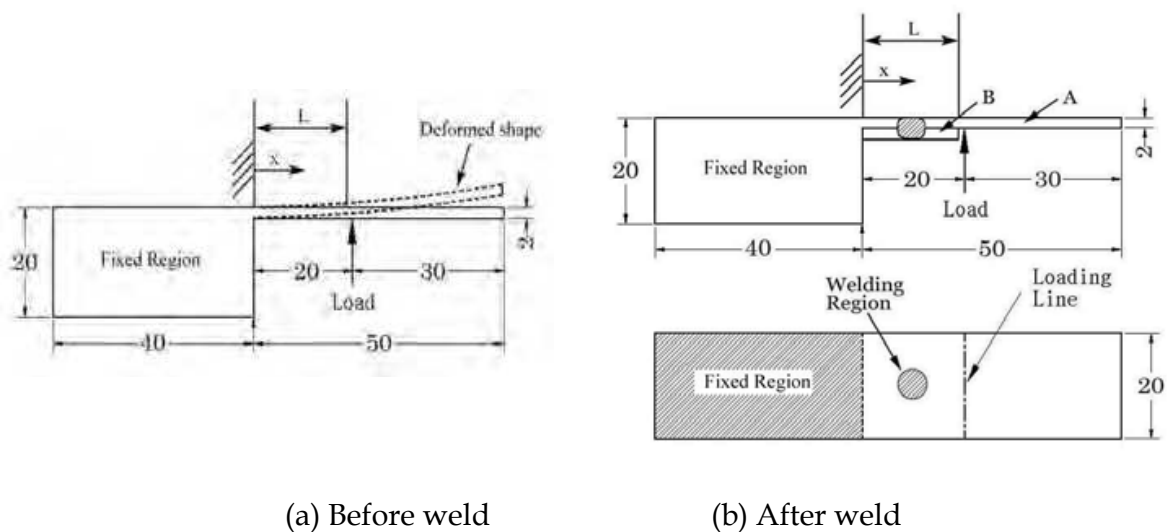 L
x
Deformed shape
20
Fixed Region
20
30
2
Load
40
50
(a) Before weld
L
x
B
A
20
Fixed Region
20
30
2
Load
40
50
Welding
Region
Loading
Line
Fixed Region
20
(b) After weld